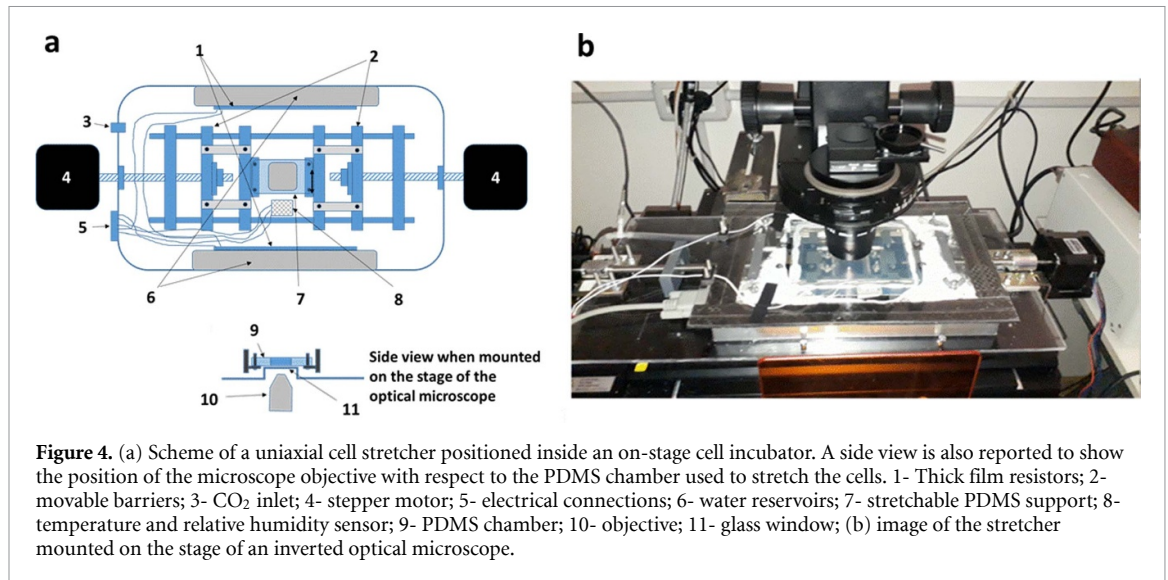 a
b
1
2
3
4
4
5
6
7
8
9
Side view when mounted
on the stage of the
optical microscope
10
11
Figure 4. (a) Scheme of a uniaxial cell stretcher positioned inside an on-stage cell incubator. A side view is also reported to show
the position of the microscope objective with respect to the PDMS chamber used to stretch the cells. 1- Thick film resistors; 2-
movable barriers; 3- CO₂ inlet; 4- stepper motor; 5- electrical connections; 6- water reservoirs; 7- stretchable PDMS support; 8-
temperature and relative humidity sensor; 9- PDMS chamber; 10- objective; 11- glass window; (b) image of the stretcher
mounted on the stage of an inverted optical microscope.